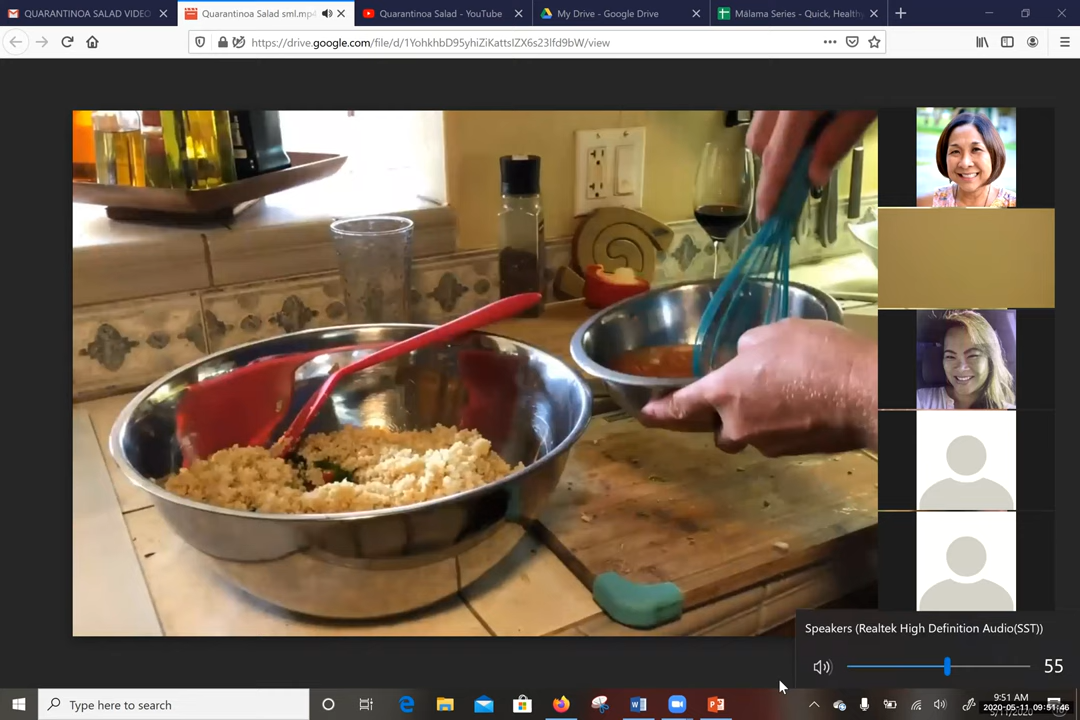 QUARANTINOA SALAD VIDEO
Quarantinoa Salad sml.mp4
Quarantinoa Salad - YouTube
My Drive - Google Drive
Mālama Series - Quick, Health
https://drive.google.com/file/d/1YohkhbD95yhiZiKattsIZX6s23Ifd9bW/view
Speakers (Realtek High Definition Audio(SST))
55
Type here to search
9:51 AM
2020-05-11 09:51:46